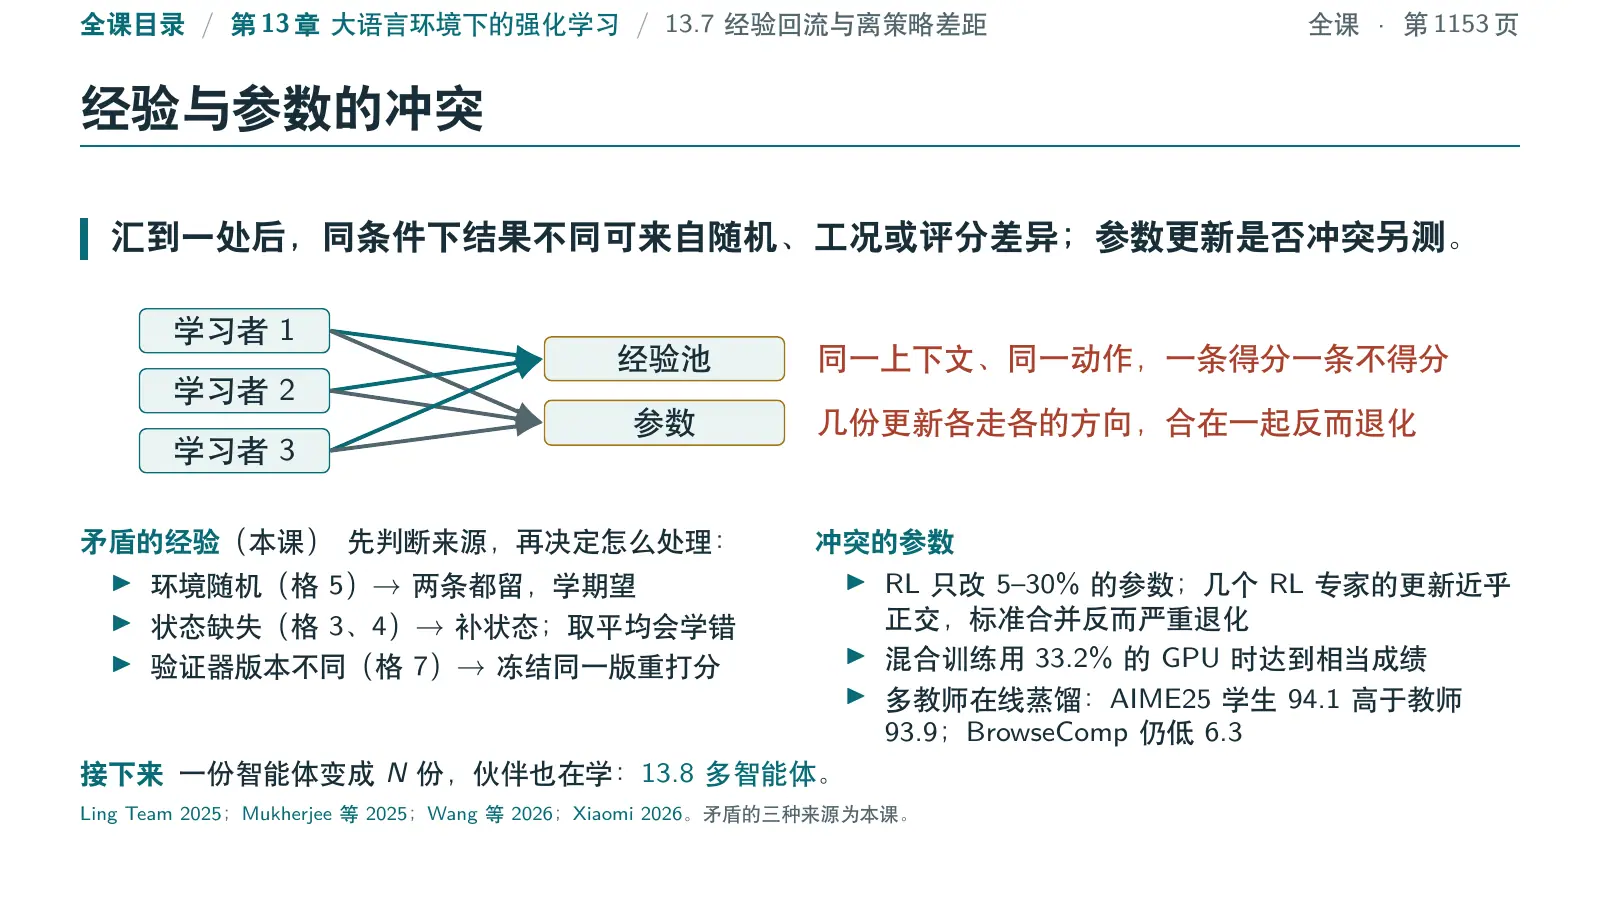 全课目录 / 第13章 大语言环境下的强化学习 / 13.7 经验回流与离策略差距
全课 · 第1153页
经验与参数的冲突
汇到一处后，同条件下结果不同可来自随机、工况或评分差异；参数更新是否冲突另测。
学习者 1
学习者 2
学习者 3
经验池
参数
同一上下文、同一动作，一条得分一条不得分
几份更新各走各的方向，合在一起反而退化
矛盾的经验（本课） 先判断来源，再决定怎么处理：
▶ 环境随机（格 5）→ 两条都留，学期望
▶ 状态缺失（格 3、4）→ 补状态；取平均会学错
▶ 验证器版本不同（格 7）→ 冻结同一版重打分
冲突的参数
▶ RL 只改 5–30% 的参数；几个 RL 专家的更新近乎
正交，标准合并反而严重退化
▶ 混合训练用 33.2% 的 GPU 时达到相当成绩
▶ 多教师在线蒸馏：AIME25 学生 94.1 高于教师
93.9；BrowseComp 仍低 6.3
接下来 一份智能体变成 N 份，伙伴也在学：13.8 多智能体。
Ling Team 2025；Mukherjee 等 2025；Wang 等 2026；Xiaomi 2026。矛盾的三种来源为本课。